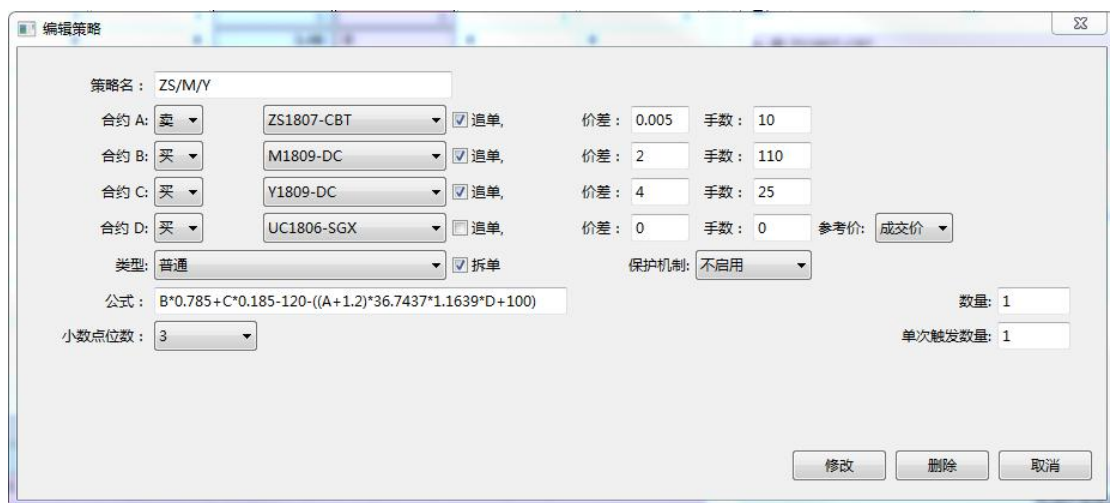 编辑策略
策略名： ZS/M/Y
合约 A: 卖 ZS1807-CBT 追单, 价差： 0.005 手数： 10
合约 B: 买 M1809-DC 追单, 价差： 2 手数： 110
合约 C: 买 Y1809-DC 追单, 价差： 4 手数： 25
合约 D: 买 UC1806-SGX 追单, 价差： 0 手数： 0 参考价: 成交价
类型: 普通 拆单 保护机制: 不启用
公式： B*0.785+C*0.185-120-((A+1.2)*36.7437*1.1639*D+100) 数量: 1
小数点位数： 3 单次触发数量: 1
修改 删除 取消